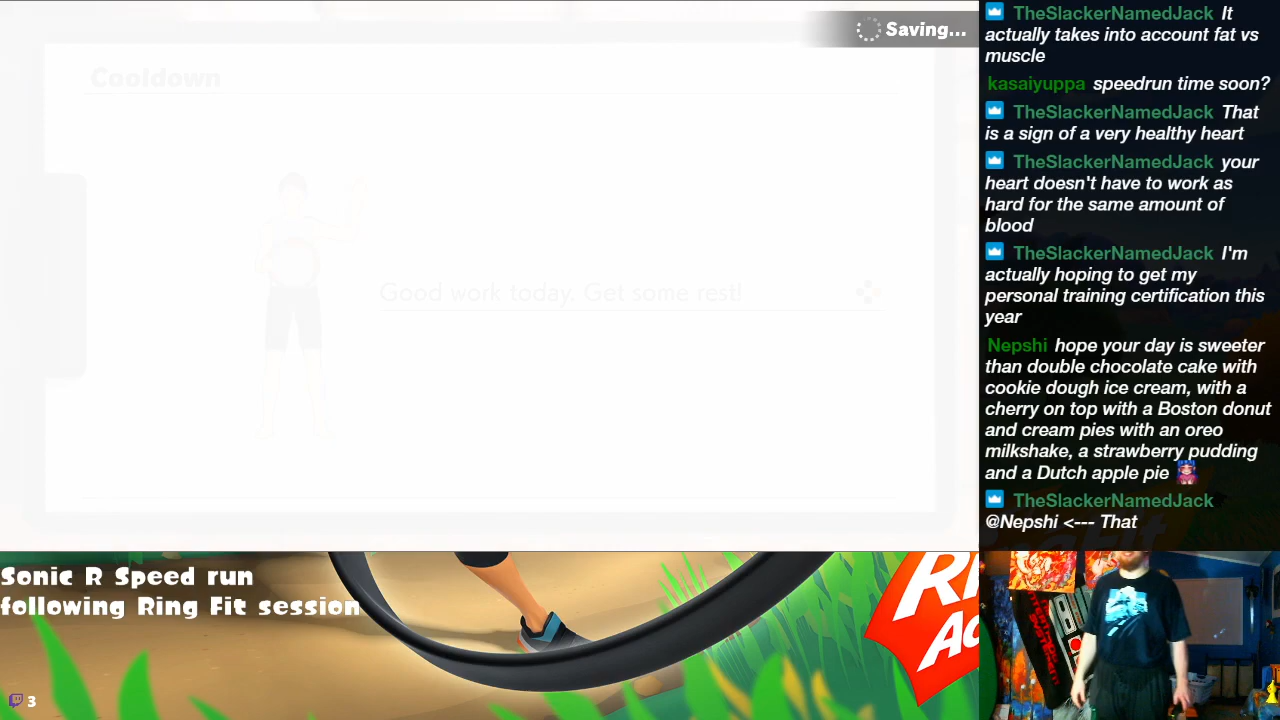 Saving...
Cooldown
Good work today. Get some rest!
TheSlackerNamedJack It
actually takes into account fat vs
muscle
kasaiyuppa speedrun time soon?
TheSlackerNamedJack That
is a sign of a very healthy heart
TheSlackerNamedJack your
heart doesn't have to work as
hard for the same amount of
blood
TheSlackerNamedJack I'm
actually hoping to get my
personal training certification this
year
Nepshi hope your day is sweeter
than double chocolate cake with
cookie dough ice cream, with a
cherry on top with a Boston donut
and cream pies with an oreo
milkshake, a strawberry pudding
and a Dutch apple pie
TheSlackerNamedJack
@Nepshi <--- That
Sonic R Speed run
following Ring Fit session
3